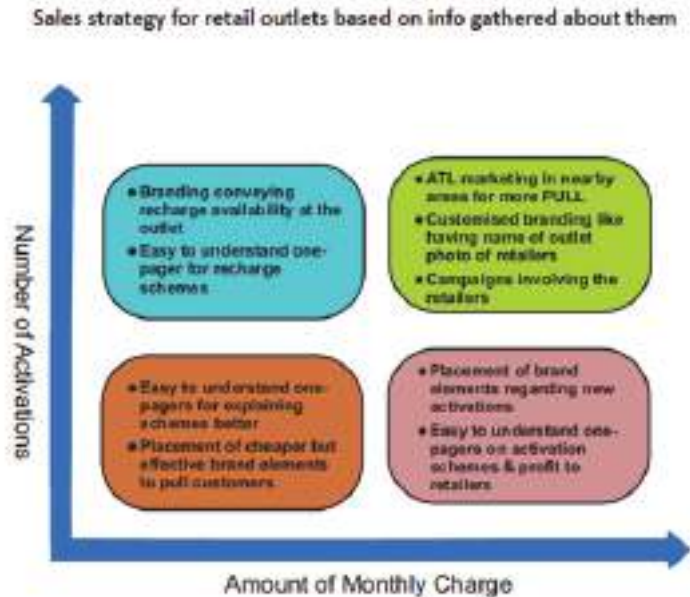 Sales strategy for retail outlets based on info gathered about them
Number of Activations
• Branding conveying
recharge availability at the
outlet
• Easy to understand one-
pager for recharge
schemes
• ATL marketing in nearby
areas for more PULL
• Customised branding like
having name of outlet
photo of retailers
• Campaigns involving the
retailers
• Easy to understand one-
pagers for explaining
schemes better
• Placement of cheaper but
effective brand elements
to pull customers
• Placement of brand
elements regarding new
activations
• Easy to understand one-
pagers on activation
schemes & profit to
retailers
Amount of Monthly Charge